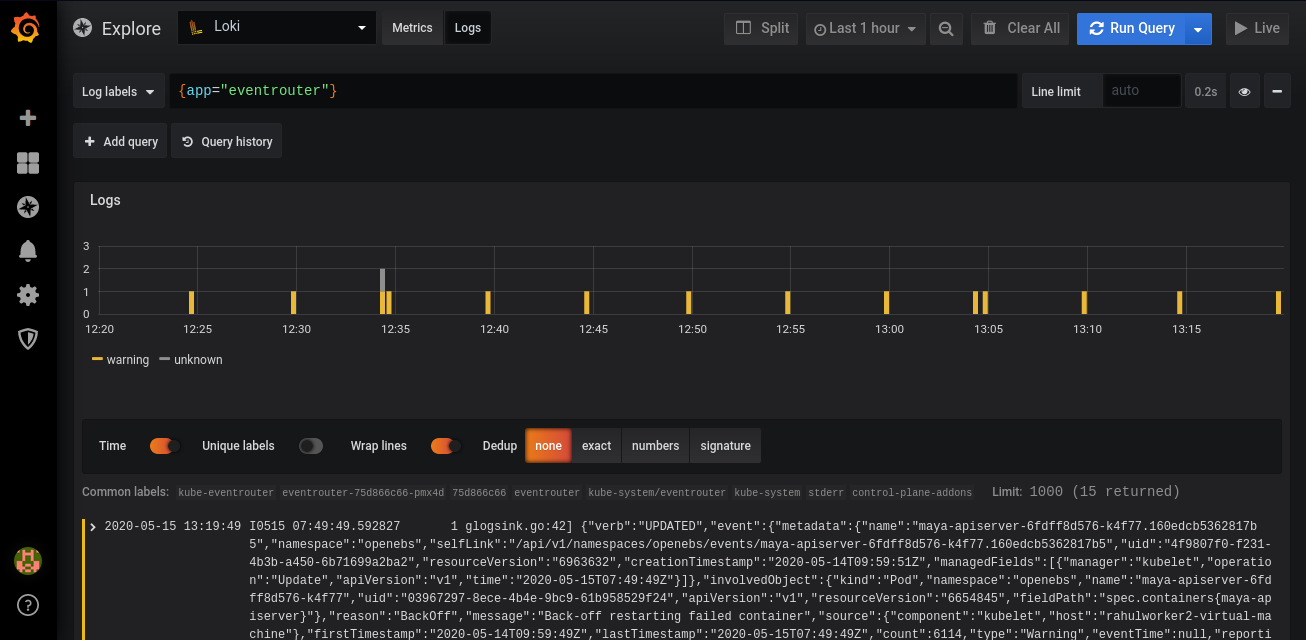 Explore
Loki
Metrics
Logs
Split
Last 1 hour
Clear All
Run Query
Live
Log labels
{app="eventrouter"}
Line limit
auto
0.2s
+ Add query
Query history
Logs
3
2
1
0
12:20 12:25 12:30 12:35 12:40 12:45 12:50 12:55 13:00 13:05 13:10 13:15
warning unknown
Time Unique labels Wrap lines Dedup none exact numbers signature
Common labels: kube-eventrouter eventrouter-75d866c66-pmx4d 75d866c66 eventrouter kube-system/eventrouter kube-system stderr control-plane-addons Limit: 1000 (15 returned)
2020-05-15 13:19:49 I0515 07:49:49.592827 1 glogsink.go:42] {"verb":"UPDATED","event":{"metadata":{"name":"maya-apiserver-6fdff8d576-k4f77.160edcb5362817b
5","namespace":"openebs","selfLink":"/api/v1/namespaces/openebs/events/maya-apiserver-6fdff8d576-k4f77.160edcb5362817b5","uid":"4f9807f0-f231-
4b3b-a450-6b71699a2ba2","resourceVersion":"6963632","creationTimestamp":"2020-05-14T09:59:51Z","managedFields":[{"manager":"kubelet","operatio
n":"Update","apiVersion":"v1","time":"2020-05-15T07:49:49Z"}]},"involvedObject":{"kind":"Pod","namespace":"openebs","name":"maya-apiserver-6fd
ff8d576-k4f77","uid":"03967297-8ece-4b4e-9bc9-61b958529f24","apiVersion":"v1","resourceVersion":"6654845","fieldPath":"spec.containers{maya-ap
iserver}"},"reason":"BackOff","message":"Back-off restarting failed container","source":{"component":"kubelet","host":"rahulworker2-virtual-ma
chine"},"firstTimestamp":"2020-05-14T09:59:49Z","lastTimestamp":"2020-05-15T07:49:49Z","count":6114,"type":"Warning","eventTime":null,"reporti